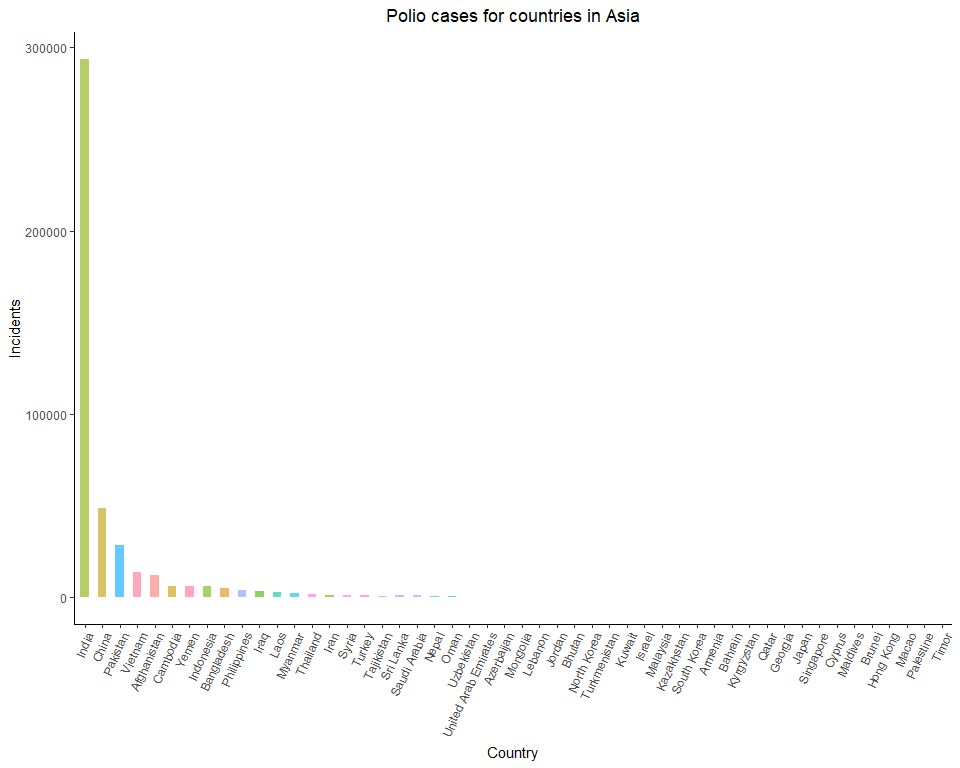 Polio cases for countries in Asia
Incidents
300000
200000
100000
0
India
China
Pakistan
Vietnam
Afghanistan
Cambodia
Yemen
Indonesia
Bangladesh
Philippines
Iraq
Laos
Myanmar
Thailand
Iran
Syria
Turkey
Tajikistan
Sri Lanka
Saudi Arabia
Nepal
Oman
Uzbekistan
United Arab Emirates
Azerbaijan
Mongolia
Lebanon
Jordan
Bhutan
North Korea
Turkmenistan
Kuwait
Israel
Malaysia
Kazakhstan
South Korea
Armenia
Bahrain
Kyrgyzstan
Qatar
Georgia
Japan
Singapore
Cyprus
Maldives
Brunei
Hong Kong
Macao
Palestine
Timor
Country